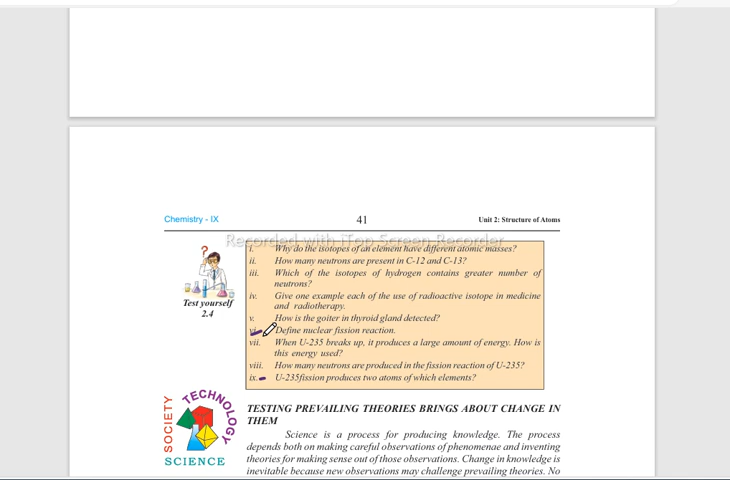 Chemistry - IX 41 Unit 2: Structure of Atoms
Recorded with iTop Screen Recorder
?
Test yourself
2.4
i. Why do the isotopes of an element have different atomic masses?
ii. How many neutrons are present in C-12 and C-13?
iii. Which of the isotopes of hydrogen contains greater number of
neutrons?
iv. Give one example each of the use of radioactive isotope in medicine
and radiotherapy.
v. How is the goiter in thyroid gland detected?
vi. Define nuclear fission reaction.
vii. When U-235 breaks up, it produces a large amount of energy. How is
this energy used?
viii. How many neutrons are produced in the fission reaction of U-235?
ix. U-235fission produces two atoms of which elements?
SOCIETY
TECHNOLOGY
SCIENCE
TESTING PREVAILING THEORIES BRINGS ABOUT CHANGE IN
THEM
Science is a process for producing knowledge. The process
depends both on making careful observations of phenomenae and inventing
theories for making sense out of those observations. Change in knowledge is
inevitable because new observations may challenge prevailing theories. No